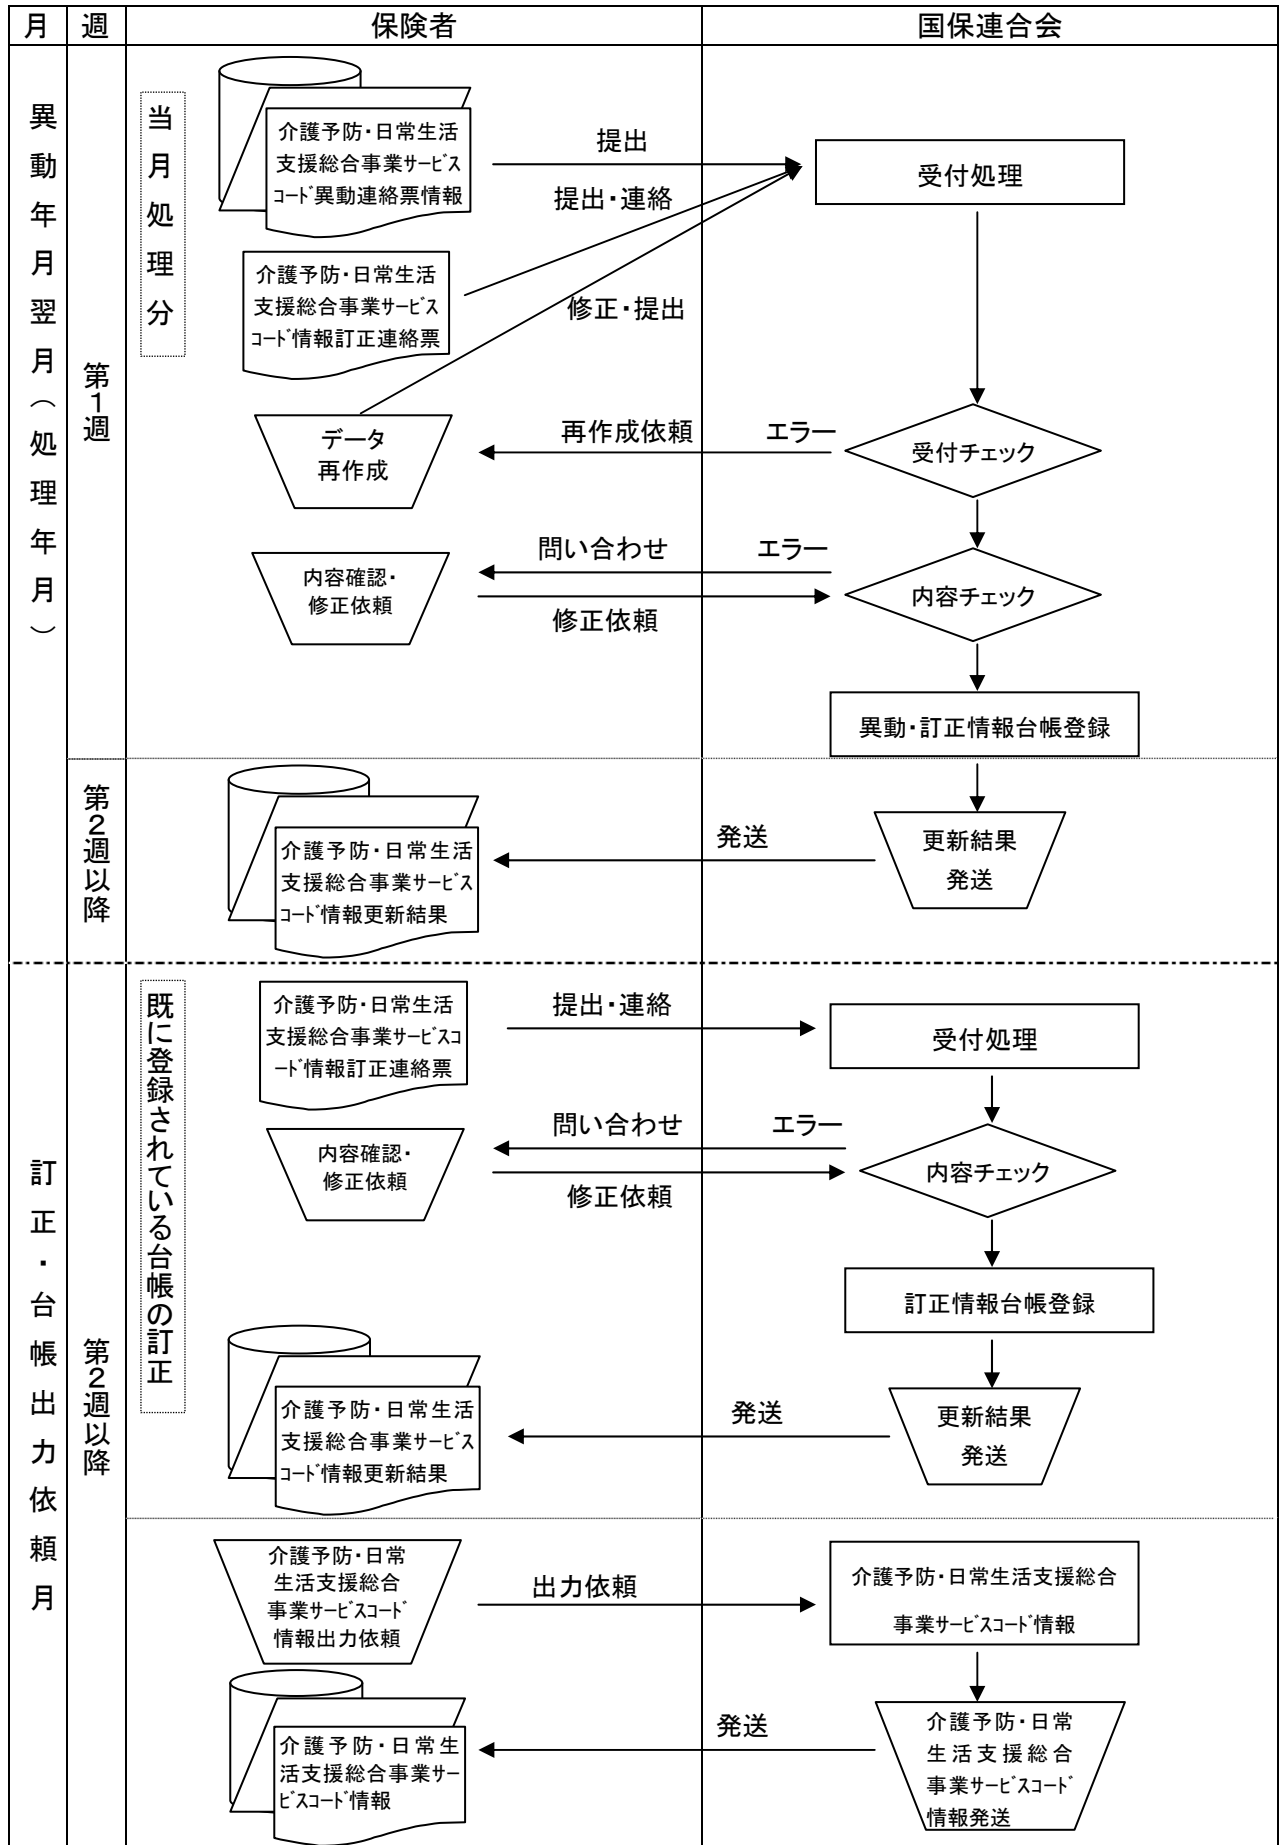 月 週 保険者 国保連合会
異動年月翌月（処理年月）
第1週
当月処理分
介護予防・日常生活
支援総合事業ｻｰﾋﾞｽ
ｺｰﾄﾞ異動連絡票情報
提出
受付処理
提出・連絡
介護予防・日常生活
支援総合事業ｻｰﾋﾞｽ
ｺｰﾄﾞ情報訂正連絡票
修正・提出
データ
再作成
再作成依頼
エラー
受付チェック
内容確認・
修正依頼
問い合わせ
エラー
修正依頼
内容チェック
異動・訂正情報台帳登録
第2週以降
介護予防・日常生活
支援総合事業ｻｰﾋﾞｽ
ｺｰﾄﾞ情報更新結果
発送
更新結果
発送
訂正・台帳出力依頼月
第2週以降
既に登録されている台帳の訂正
介護予防・日常生活
支援総合事業ｻｰﾋﾞｽｺ
ｰﾄﾞ情報訂正連絡票
提出・連絡
受付処理
内容確認・
修正依頼
問い合わせ
エラー
修正依頼
内容チェック
訂正情報台帳登録
介護予防・日常生活
支援総合事業ｻｰﾋﾞｽ
ｺｰﾄﾞ情報更新結果
発送
更新結果
発送
介護予防・日常
生活支援総合
事業ｻｰﾋﾞｽｺｰﾄﾞ
情報出力依頼
出力依頼
介護予防・日常生活支援総合
事業ｻｰﾋﾞｽｺｰﾄﾞ情報
介護予防・日常生
活支援総合事業ｻｰ
ﾋﾞｽｺｰﾄﾞ情報
発送
介護予防・日常
生活支援総合
事業ｻｰﾋﾞｽｺｰﾄﾞ
情報発送